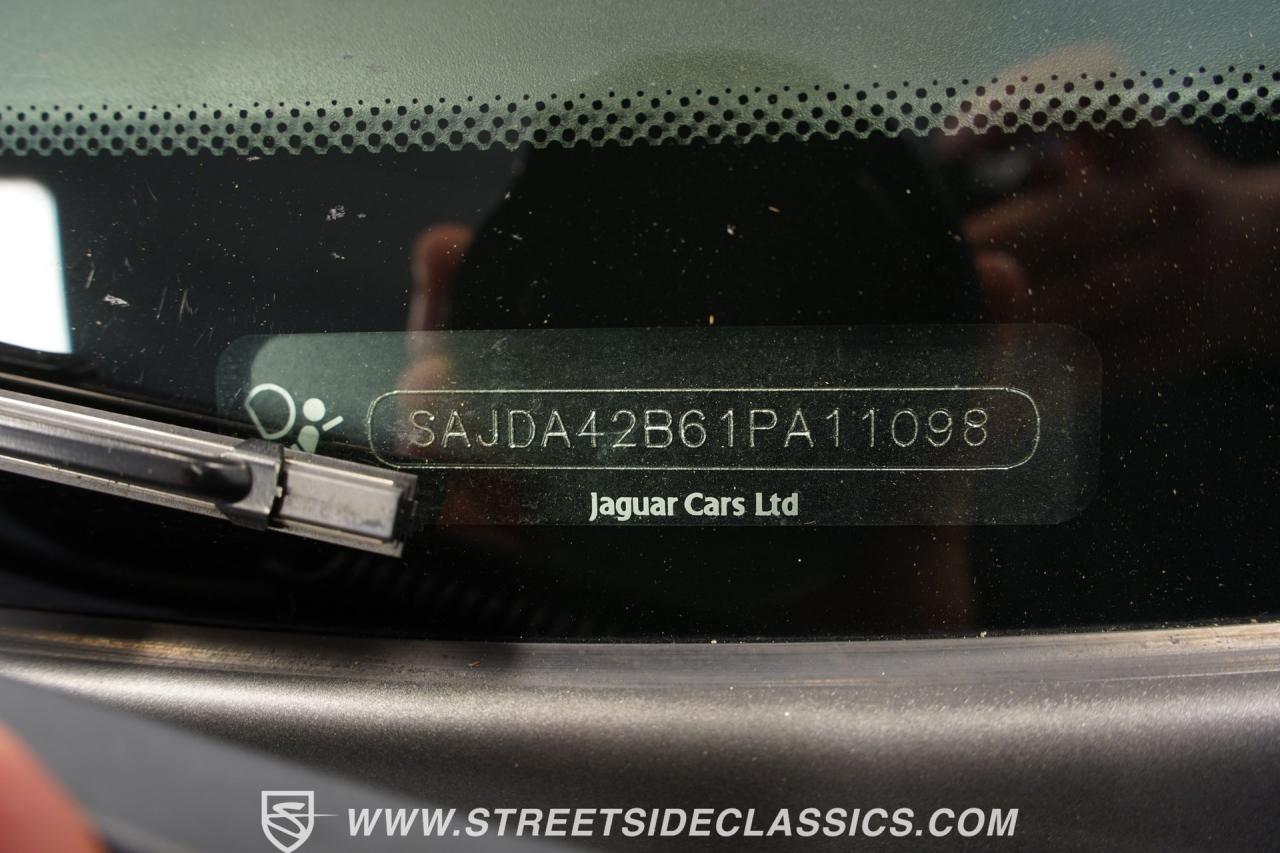 SAJDA42B61PA11098
Jaguar Cars Ltd
WWW.STREETSIDECLASSICS.COM